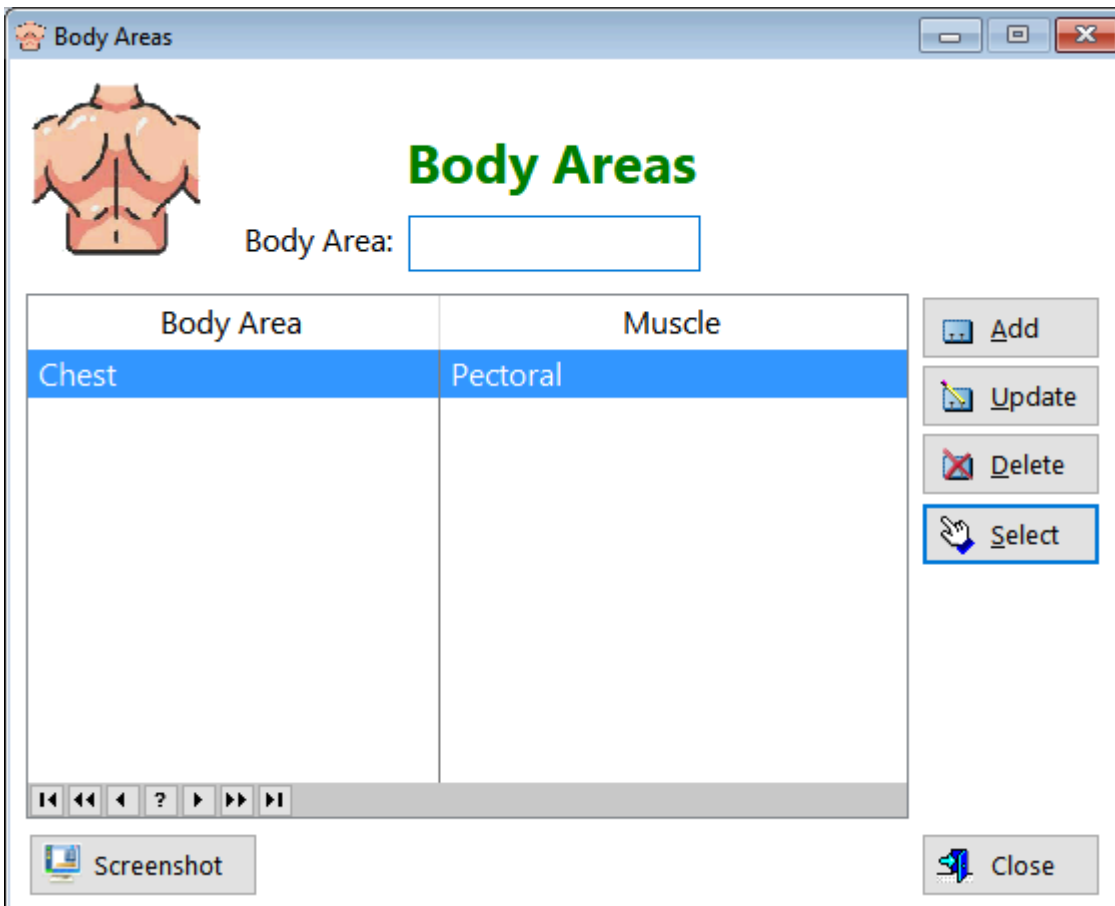 Body Areas
Body Areas
Body Area:
Body Area Muscle
Chest Pectoral
Add
Update
Delete
Select
?
Screenshot
Close